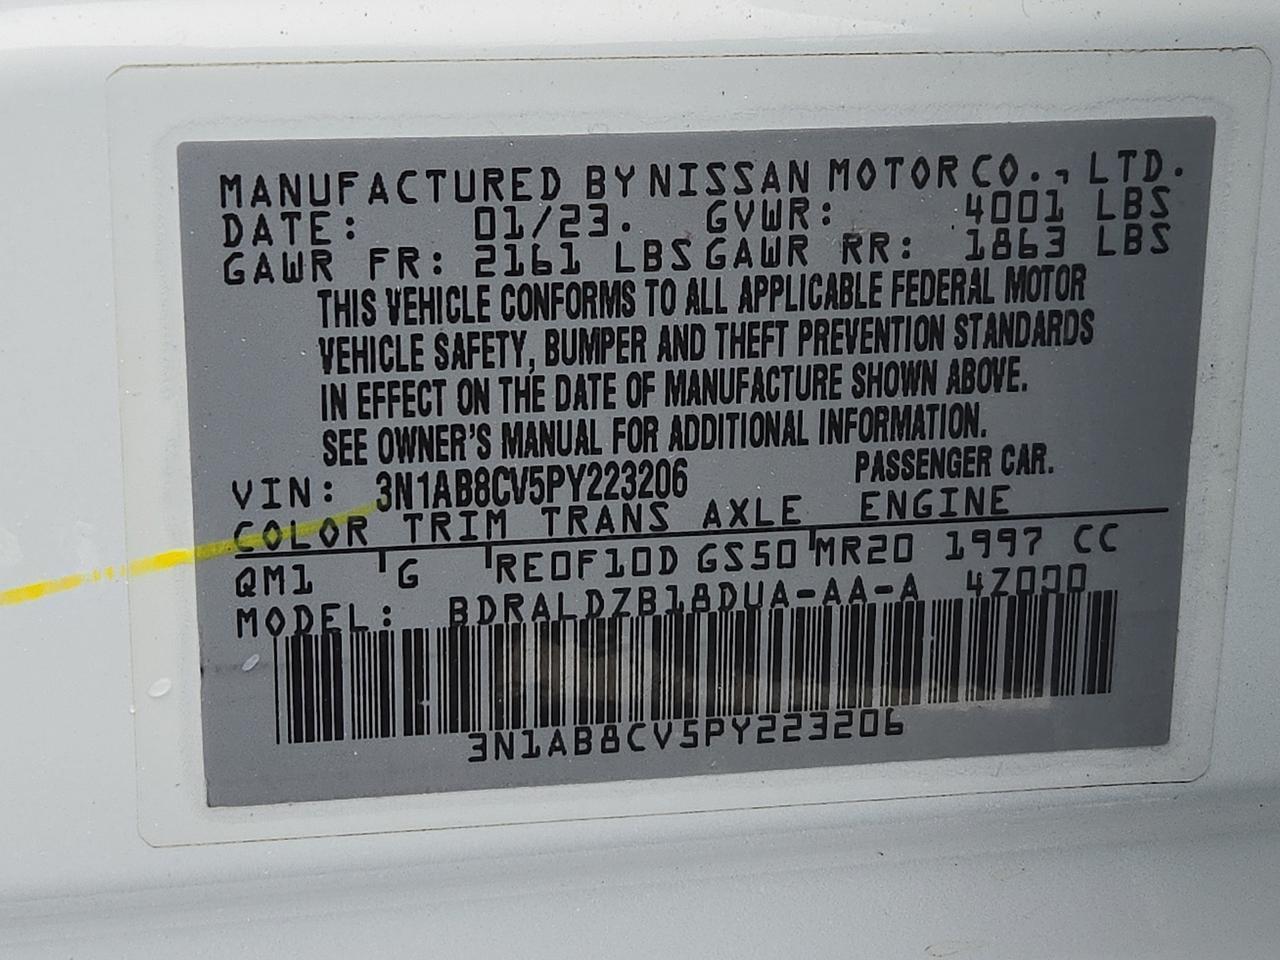 MANUFACTURED BY NISSAN MOTOR CO., LTD.
DATE: 01/23. GVWR: 4001 LBS
GAWR FR: 2161 LBS GAWR RR: 1863 LBS
THIS VEHICLE CONFORMS TO ALL APPLICABLE FEDERAL MOTOR
VEHICLE SAFETY, BUMPER AND THEFT PREVENTION STANDARDS
IN EFFECT ON THE DATE OF MANUFACTURE SHOWN ABOVE.
SEE OWNER'S MANUAL FOR ADDITIONAL INFORMATION.
VIN: 3N1AB8CV5PY223206 PASSENGER CAR.
COLOR TRIM TRANS AXLE ENGINE
QM1 G RE0F10D GS50 MR20 1997 CC
MODEL: BDRALDZB18DUA-AA-A 4Z000
3N1AB8CV5PY223206